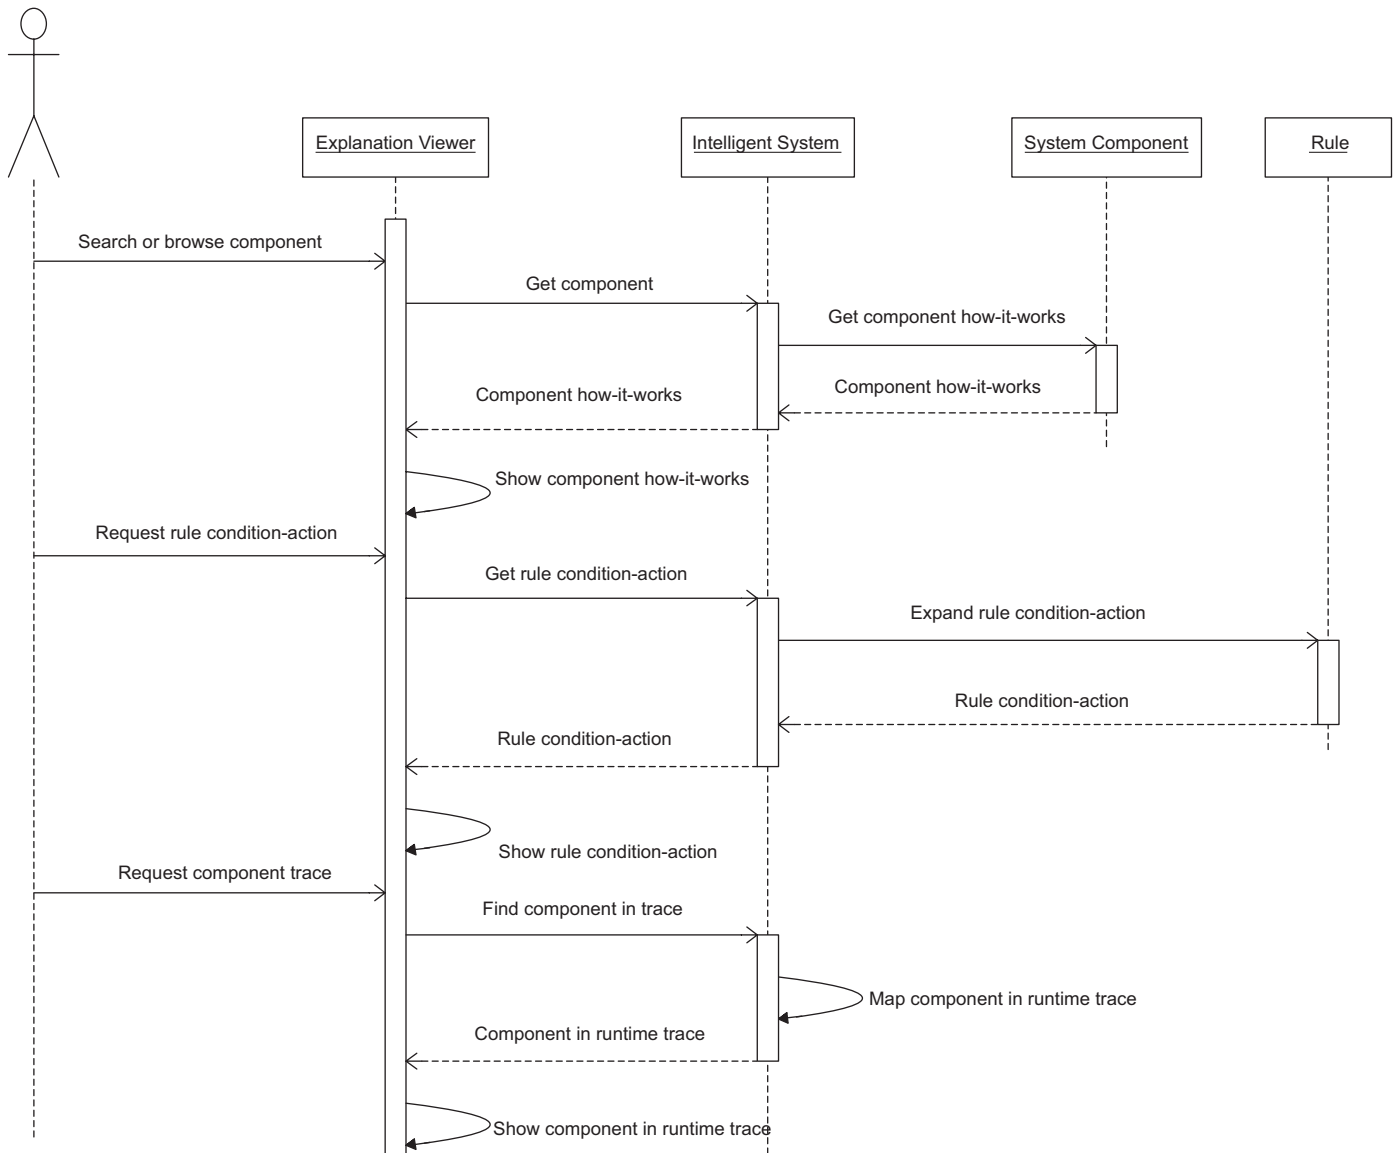 Explanation Viewer
Intelligent System
System Component
Rule
Search or browse component
Get component
Get component how-it-works
Component how-it-works
Component how-it-works
Show component how-it-works
Request rule condition-action
Get rule condition-action
Expand rule condition-action
Rule condition-action
Rule condition-action
Show rule condition-action
Request component trace
Find component in trace
Map component in runtime trace
Component in runtime trace
Show component in runtime trace